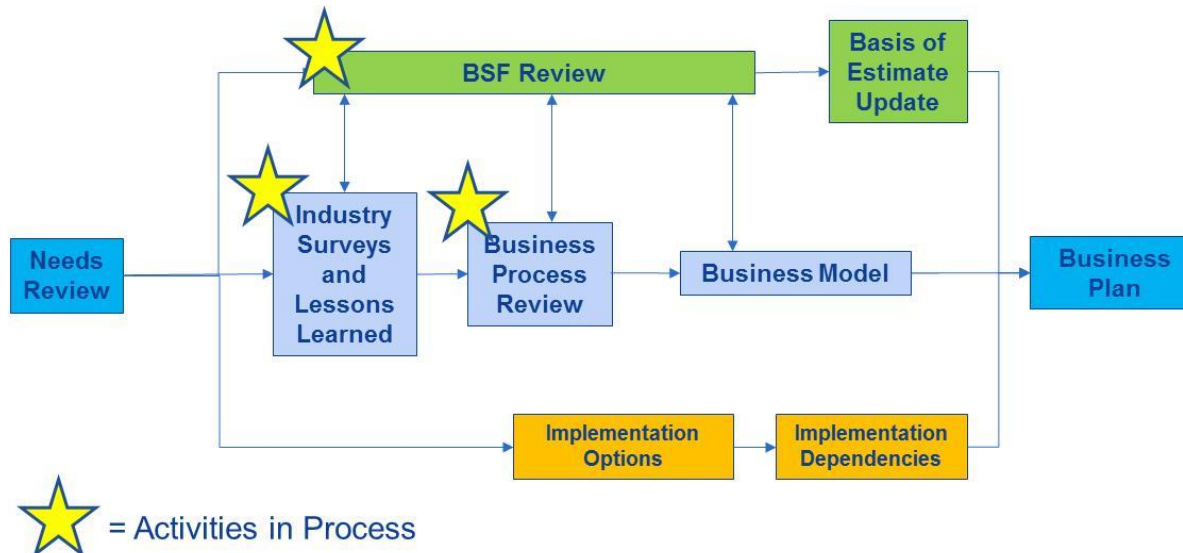 BSF Review
Basis of
Estimate
Update
Needs
Review
Industry
Surveys
and
Lessons
Learned
Business
Process
Review
Business Model
Business
Plan
Implementation
Options
Implementation
Dependencies
= Activities in Process